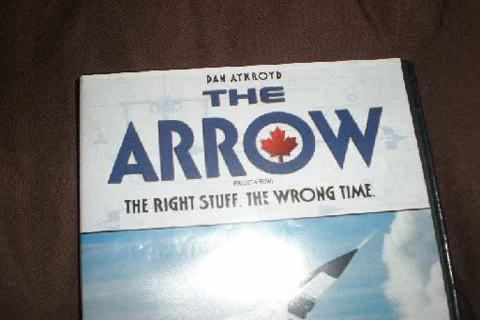 DAN AYKROYD
THE
ARROW
THE RIGHT STUFF. THE WRONG TIME.